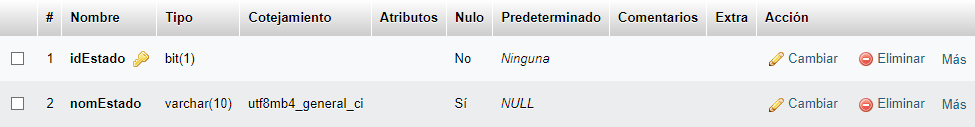 # Nombre Tipo Cotejamiento Atributos Nulo Predeterminado Comentarios Extra Acción
1 idEstado bit(1) No Ninguna Cambiar Eliminar Más
2 nomEstado varchar(10) utf8mb4_general_ci Sí NULL Cambiar Eliminar Más